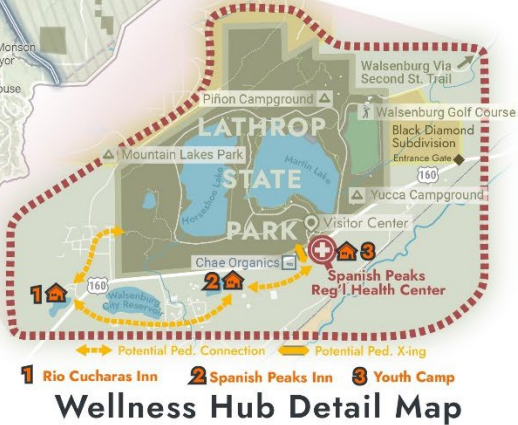 Monson
yor
ouse
Walsenburg Via
Second St. Trail
Piñon Campground
Walsenburg Golf Course
LATHROP
Black Diamond
Subdivision
Entrance Gate
Mountain Lakes Park
Martin Lake
Horseshoe Lake
STATE
160
Yucca Campground
PARK
Visitor Center
Chae Organics
3
Spanish Peaks
Reg'l Health Center
2
1
160
Walsenburg
City Reservoir
Potential Ped. Connection
Potential Ped. X-ing
1 Rio Cucharas Inn
2 Spanish Peaks Inn
3 Youth Camp
Wellness Hub Detail Map